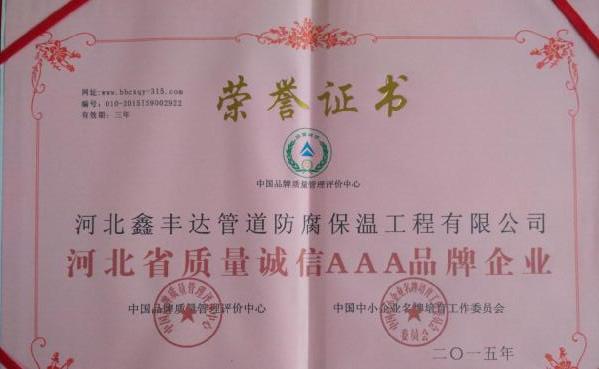 网址:www.bbcxqy-315.com
编号:010-2015159002922
有效期:三年
荣誉证书
中国品牌质量管理评价中心
河北鑫丰达管道防腐保温工程有限公司
河北省质量诚信AAA品牌企业
中国品牌质量管理评价中心
中国中小企业名牌培育工作委员会
二〇一五年